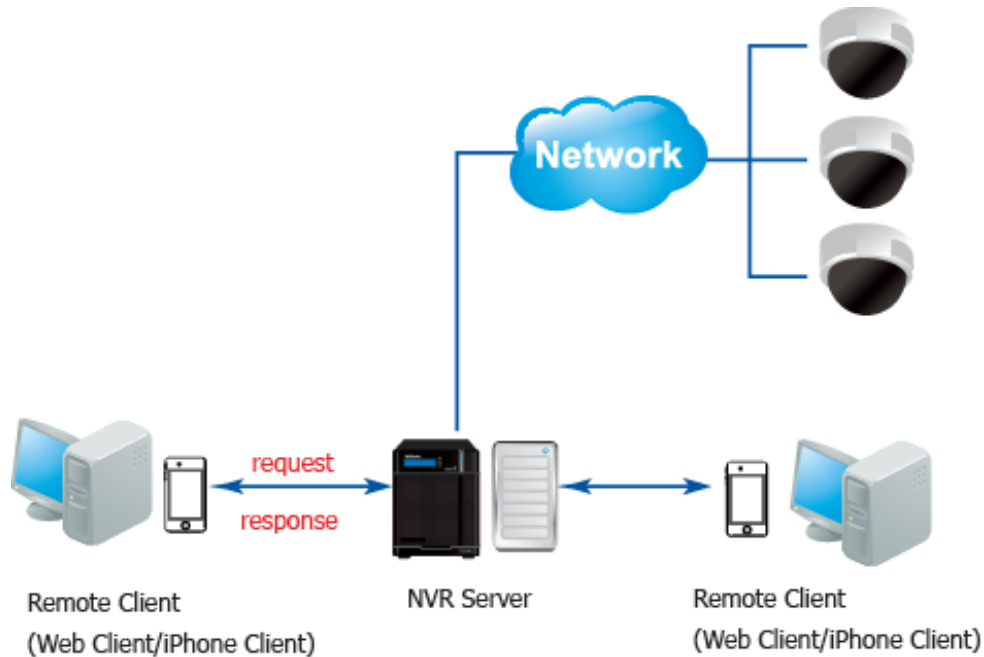 Network
request
response
Remote Client
(Web Client/iPhone Client)
NVR Server
Remote Client
(Web Client/iPhone Client)